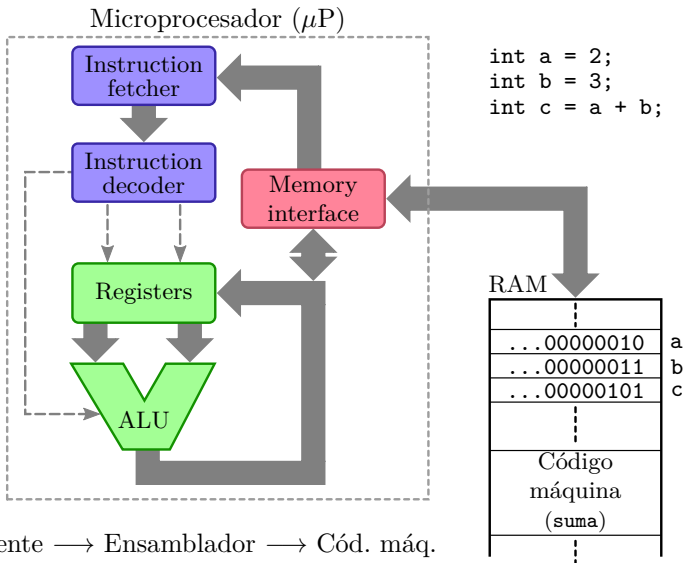 Microprocesador (μP)
Instruction
fetcher
int a = 2;
int b = 3;
int c = a + b;
Instruction
decoder
Memory
interface
Registers
RAM
...00000010 a
...00000011 b
...00000101 c
ALU
Código
máquina
(suma)
⟶ Ensamblador ⟶ Cód. máq.